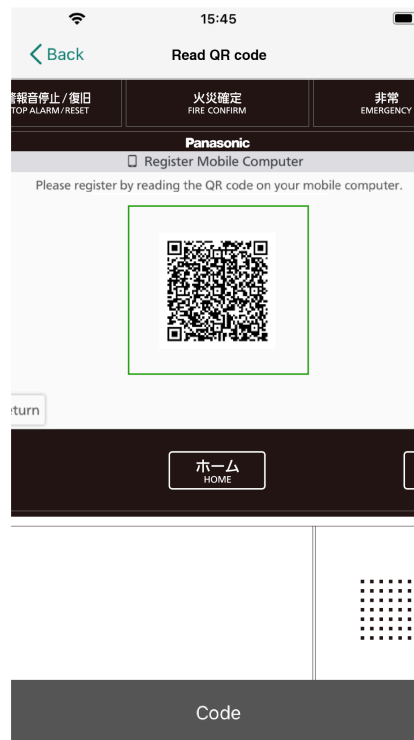 15:45
Back
Read QR code
報音停止/復旧
TOP ALARM/RESET
火災確定
FIRE CONFIRM
非常
EMERGENCY
Panasonic
Register Mobile Computer
Please register by reading the QR code on your mobile computer.
eturn
ホーム
HOME
Code